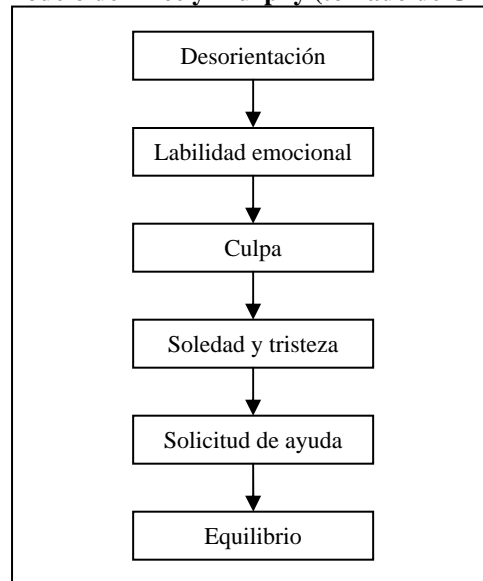 y
Desorientación
Labilidad emocional
Culpa
Soledad y tristeza
Solicitud de ayuda
Equilibrio